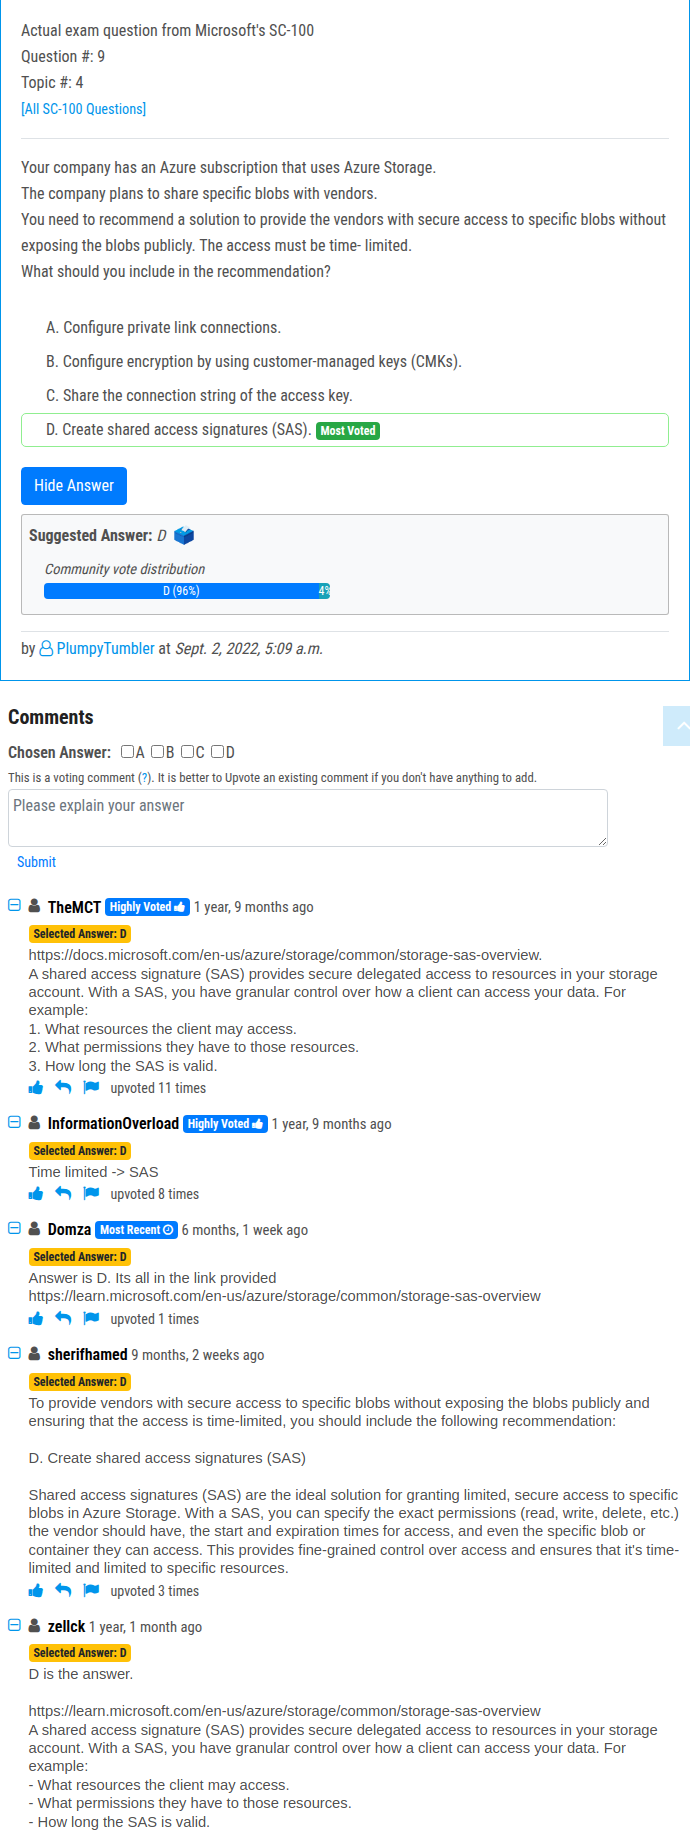 Actual exam question from Microsoft's SC-100
Question #: 9
Topic #: 4
[All SC-100 Questions]
Your company has an Azure subscription that uses Azure Storage.
The company plans to share specific blobs with vendors.
You need to recommend a solution to provide the vendors with secure access to specific blobs without
exposing the blobs publicly. The access must be time- limited.
What should you include in the recommendation?
A. Configure private link connections.
B. Configure encryption by using customer-managed keys (CMKs).
C. Share the connection string of the access key.
D. Create shared access signatures (SAS). Most Voted
Hide Answer
Suggested Answer: D
Community vote distribution
D (96%) 4%
by PlumpyTumbler at Sept. 2, 2022, 5:09 a.m.
Comments
Chosen Answer: A B C D
This is a voting comment (?). It is better to Upvote an existing comment if you don't have anything to add.
Please explain your answer
Submit
TheMCT Highly Voted 1 year, 9 months ago
Selected Answer: D
https://docs.microsoft.com/en-us/azure/storage/common/storage-sas-overview.
A shared access signature (SAS) provides secure delegated access to resources in your storage
account. With a SAS, you have granular control over how a client can access your data. For
example:
1. What resources the client may access.
2. What permissions they have to those resources.
3. How long the SAS is valid.
upvoted 11 times
InformationOverload Highly Voted 1 year, 9 months ago
Selected Answer: D
Time limited -> SAS
upvoted 8 times
Domza Most Recent 6 months, 1 week ago
Selected Answer: D
Answer is D. Its all in the link provided
https://learn.microsoft.com/en-us/azure/storage/common/storage-sas-overview
upvoted 1 times
sherifhamed 9 months, 2 weeks ago
Selected Answer: D
To provide vendors with secure access to specific blobs without exposing the blobs publicly and
ensuring that the access is time-limited, you should include the following recommendation:
D. Create shared access signatures (SAS)
Shared access signatures (SAS) are the ideal solution for granting limited, secure access to specific
blobs in Azure Storage. With a SAS, you can specify the exact permissions (read, write, delete, etc.)
the vendor should have, the start and expiration times for access, and even the specific blob or
container they can access. This provides fine-grained control over access and ensures that it's time-
limited and limited to specific resources.
upvoted 3 times
zellck 1 year, 1 month ago
Selected Answer: D
D is the answer.
https://learn.microsoft.com/en-us/azure/storage/common/storage-sas-overview
A shared access signature (SAS) provides secure delegated access to resources in your storage
account. With a SAS, you have granular control over how a client can access your data. For
example:
- What resources the client may access.
- What permissions they have to those resources.
- How long the SAS is valid.